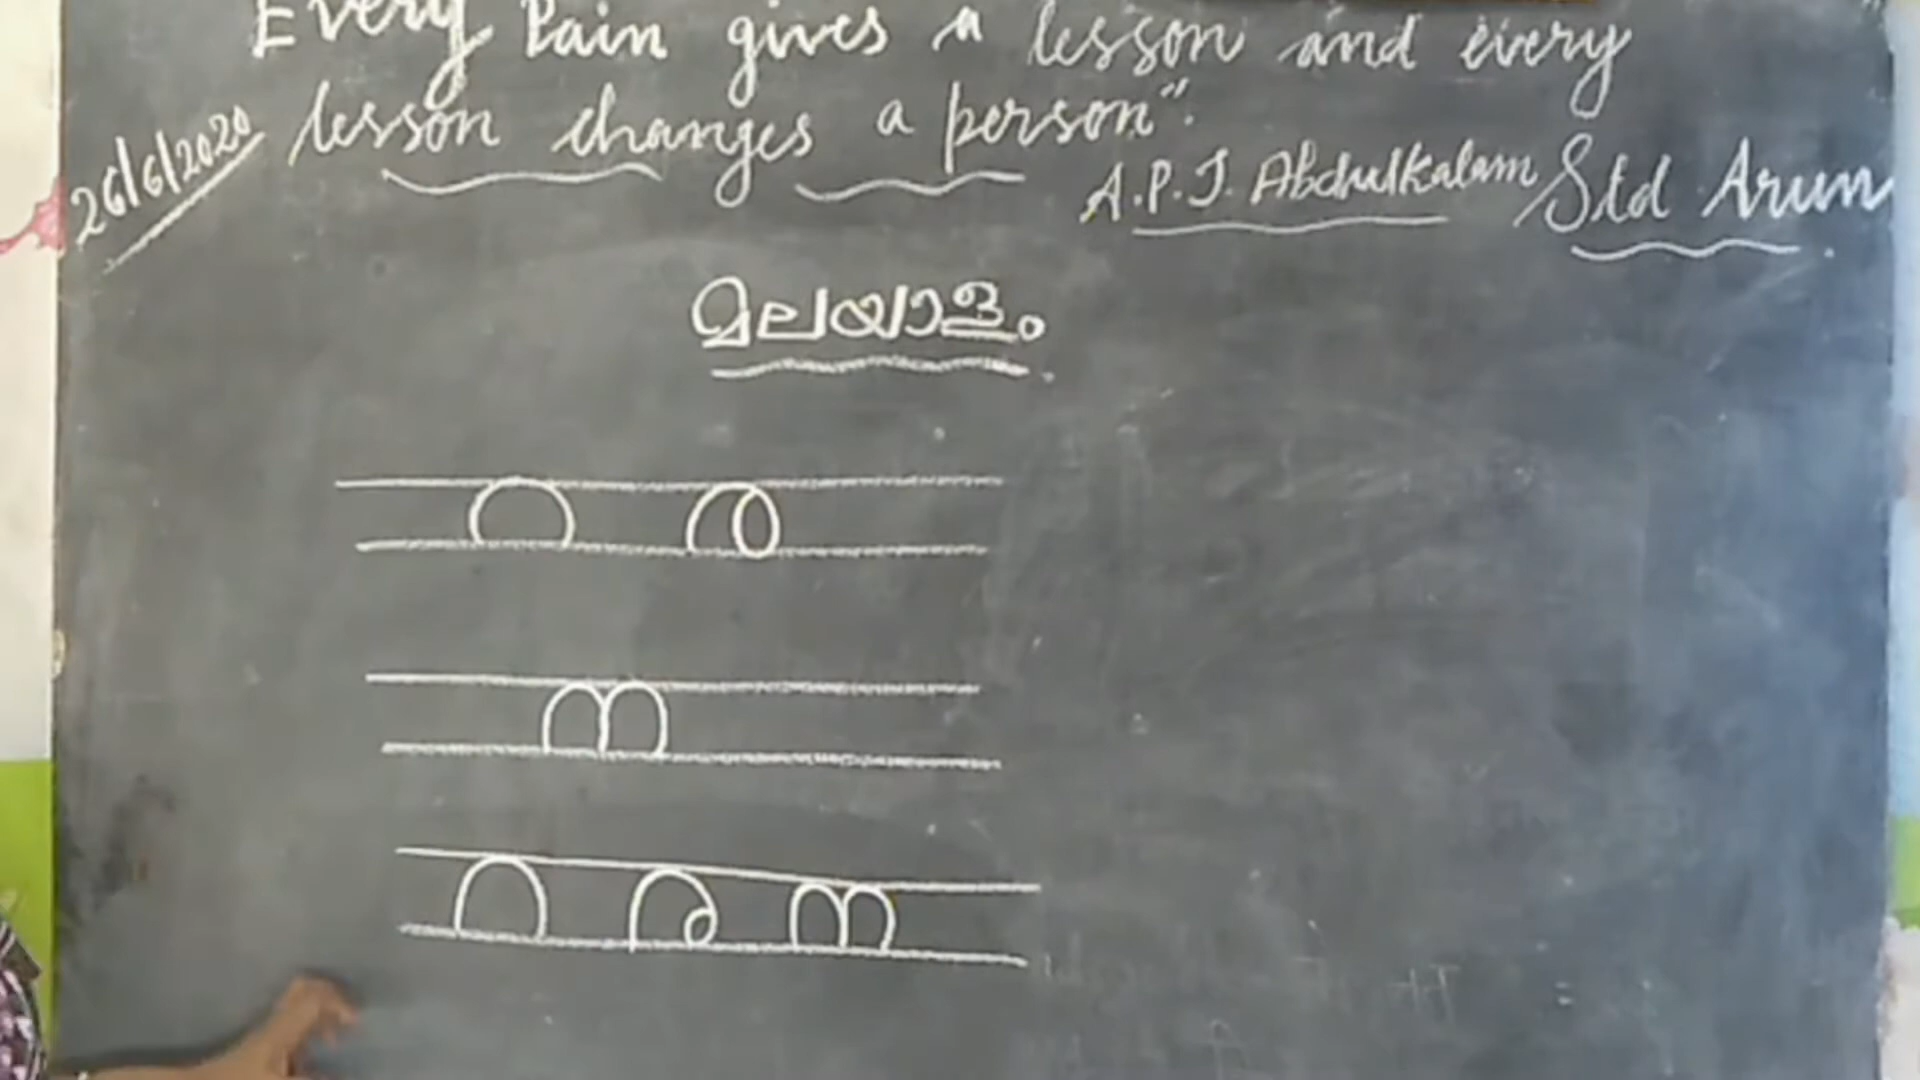 Every Pain gives a lesson and every
lesson changes a person".
26/6/2020
A.P.J. Abdulkalam
Std Arun
മലയാളം
റ �“